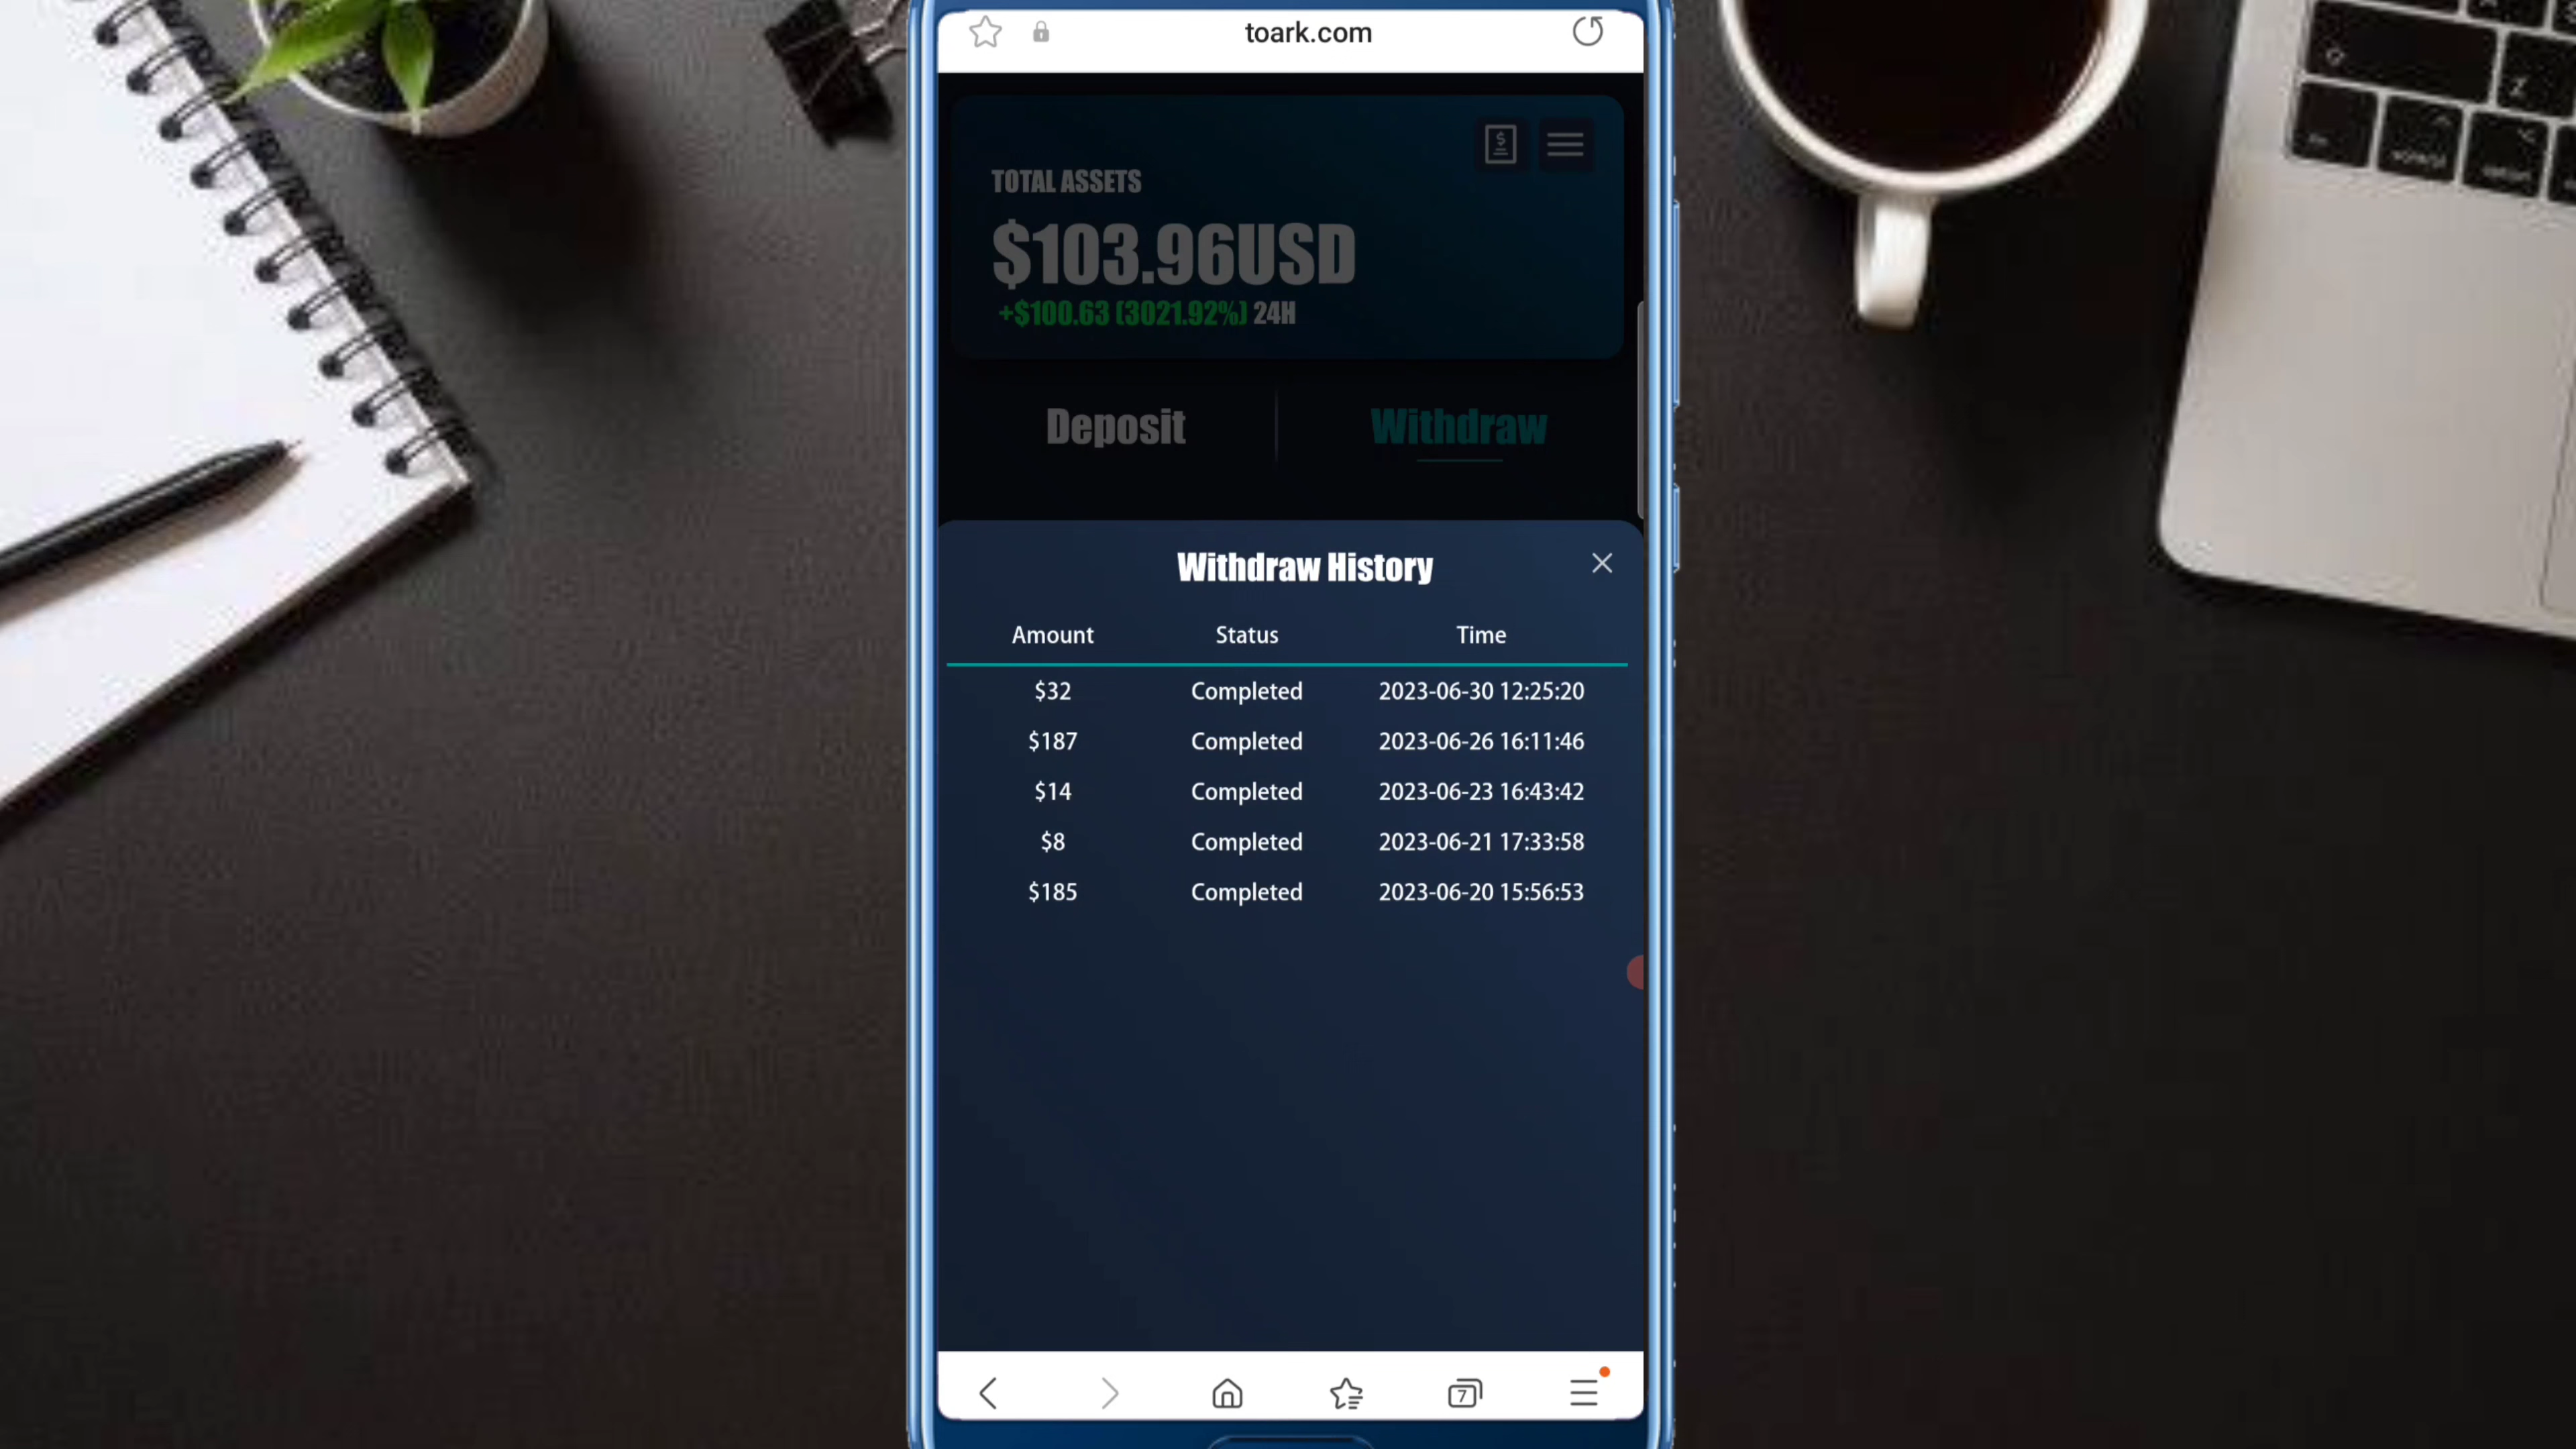 toark.com
TOTAL ASSETS
$103.96USD
+$100.63 (3021.92%) 24H
Deposit
Withdraw
Withdraw History
Amount Status Time
$32 Completed 2023-06-30 12:25:20
$187 Completed 2023-06-26 16:11:46
$14 Completed 2023-06-23 16:43:42
$8 Completed 2023-06-21 17:33:58
$185 Completed 2023-06-20 15:56:53
7